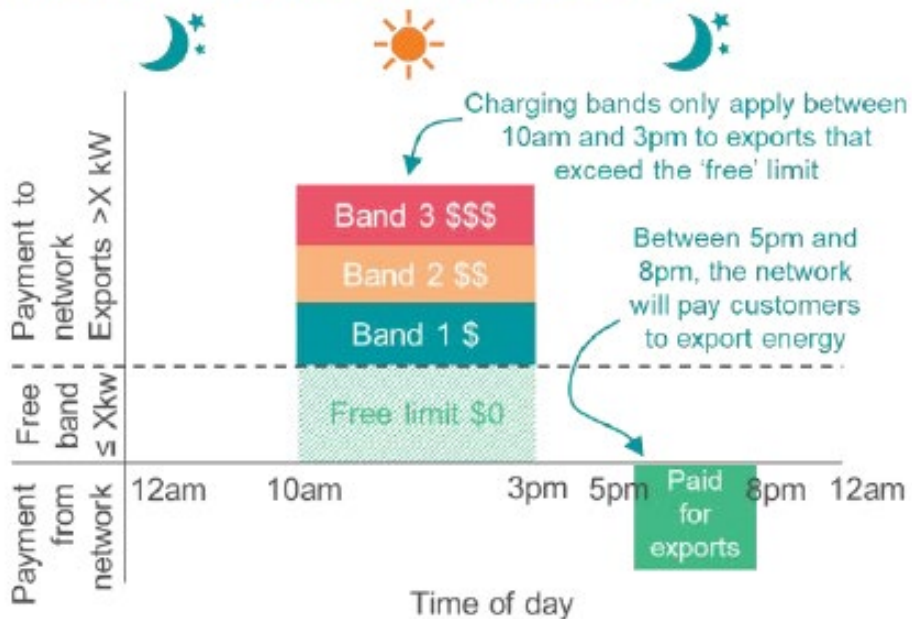 Charging bands only apply between
10am and 3pm to exports that
exceed the 'free' limit
Payment to
network
Exports >X kW
Band 3 $$$
Band 2 $$
Band 1 $
Between 5pm and
8pm, the network
will pay customers
to export energy
Free
band
≤ Xkw
Free limit $0
12am
10am
3pm
5pm
8pm
12am
Payment
from
network
Paid
for
exports
Time of day